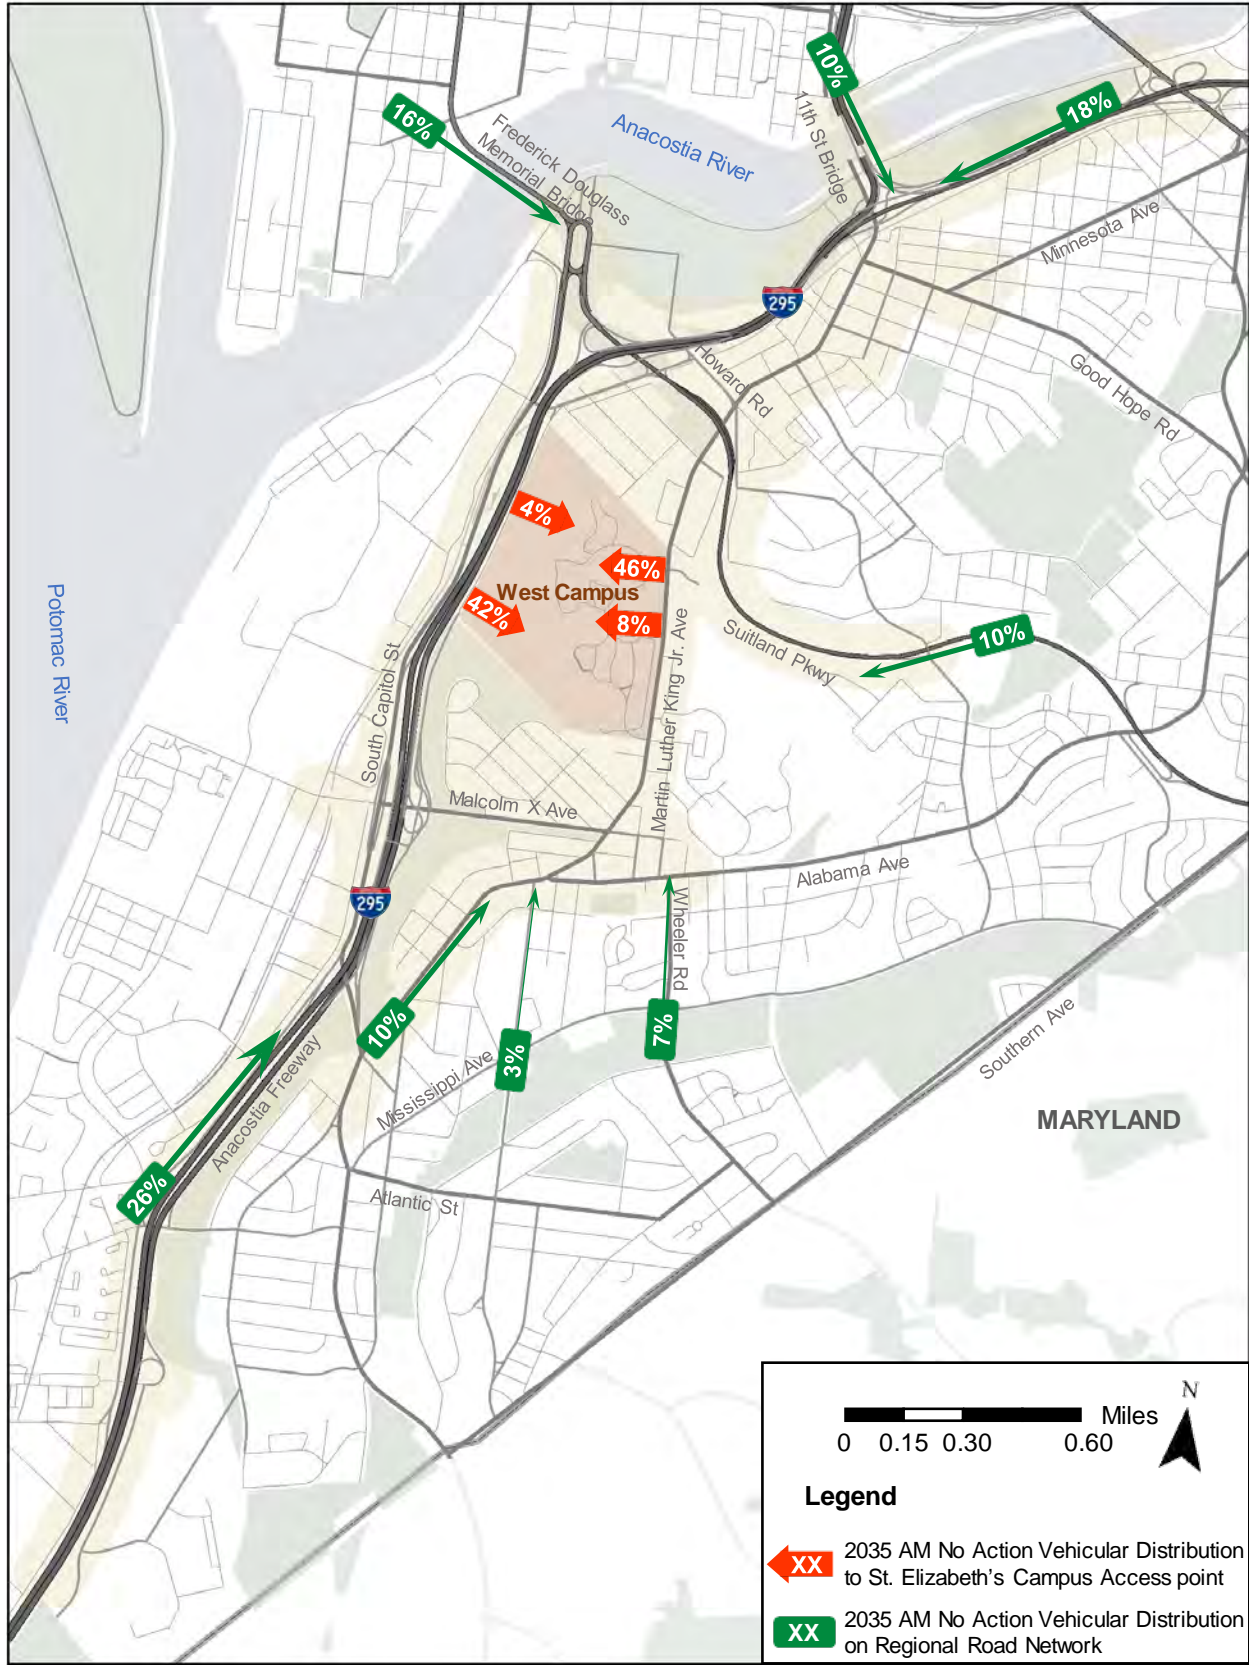 10%
16%
18%
Frederick Douglass
Memorial Bridge
Anacostia River
11th St Bridge
Minnesota Ave
295
Howard Rd
Good Hope Rd
4%
46%
West Campus
42%
8%
Potomac River
South Capitol St
Martin Luther King Jr. Ave
Suitland Pkwy
10%
Malcolm X Ave
Alabama Ave
295
Wheeler Rd
10%
3%
7%
Mississippi Ave
Southern Ave
Anacostia Freeway
MARYLAND
26%
Atlantic St
N
Miles
0 0.15 0.30 0.60
Legend
XX 2035 AM No Action Vehicular Distribution
to St. Elizabeth's Campus Access point
XX 2035 AM No Action Vehicular Distribution
on Regional Road Network